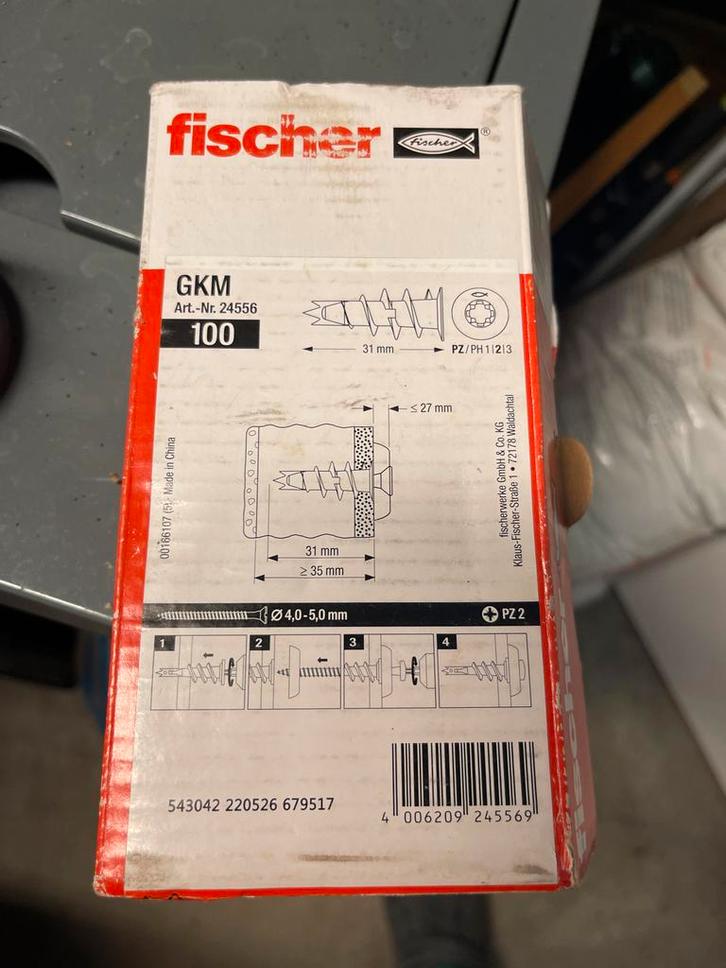 fischer
fischer ®
GKM
Art.-Nr. 24556
100
31 mm
PZ/PH 1|2|3
≤ 27 mm
00166107 (5), Made in China
fischerwerke GmbH & Co. KG
Klaus-Fischer-Straße 1 • 72178 Waldachtal
31 mm
≥ 35 mm
Ø 4,0-5,0 mm
PZ 2
1
2
3
4
543042 220526 679517
4 006209 245569
fischer